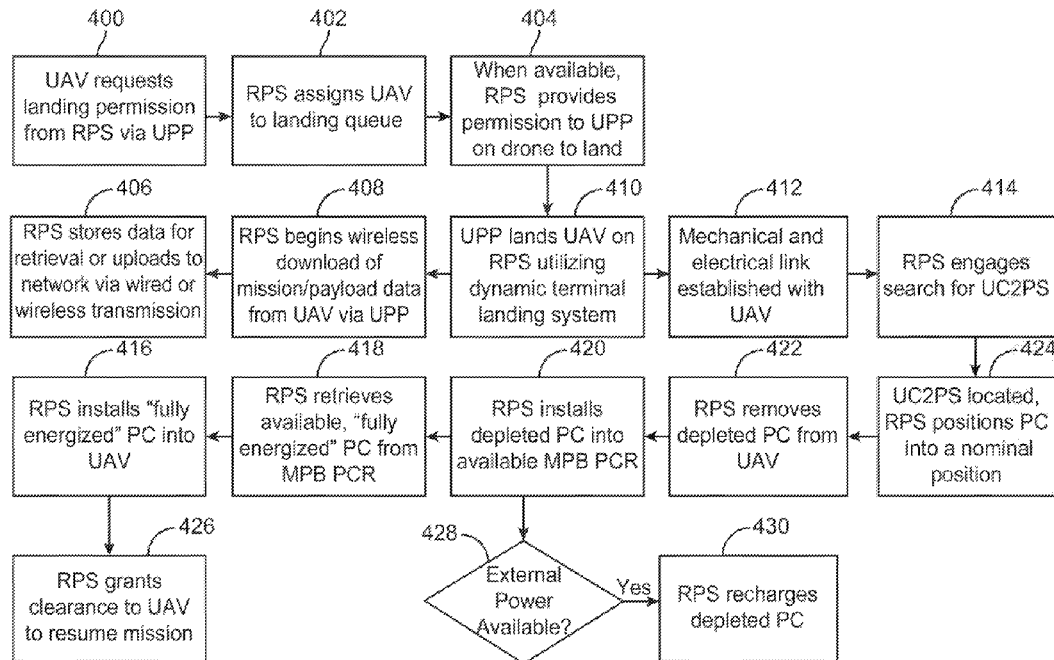 400
402
404
UAV requests
landing permission
from RPS via UPP
RPS assigns UAV
to landing queue
When available,
RPS provides
permission to UPP
on drone to land
406
408
410
412
414
RPS stores data for
retrieval or uploads to
network via wired or
wireless transmission
RPS begins wireless
download of
mission/payload data
from UAV via UPP
UPP lands UAV on
RPS utilizing
dynamic terminal
landing system
Mechanical and
electrical link
established with
UAV
RPS engages
search for UC2PS
416
418
420
422
424
RPS installs "fully
energized" PC into
UAV
RPS retrieves
available, "fully
energized" PC from
MPB PCR
RPS installs
depleted PC into
available MPB PCR
RPS removes
depleted PC from
UAV
UC2PS located,
RPS positions PC
into a nominal
position
426
428
430
RPS grants
clearance to UAV
to resume mission
External
Power
Available?
Yes
RPS recharges
depleted PC